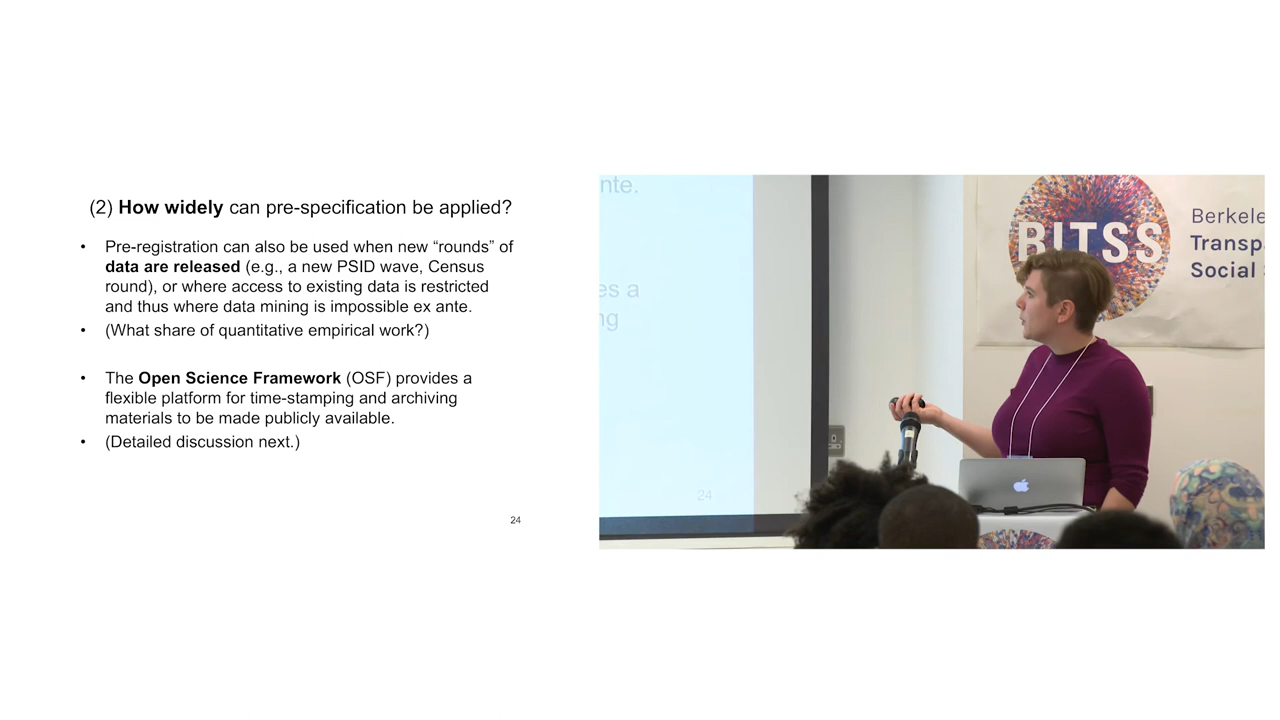 (2) How widely can pre-specification be applied?
• Pre-registration can also be used when new “rounds” of
data are released (e.g., a new PSID wave, Census
round), or where access to existing data is restricted
and thus where data mining is impossible ex ante.
• (What share of quantitative empirical work?)
• The Open Science Framework (OSF) provides a
flexible platform for time-stamping and archiving
materials to be made publicly available.
• (Detailed discussion next.)
24
nte.
es a
ng
24
BITSS
Berkele
Transp
Social